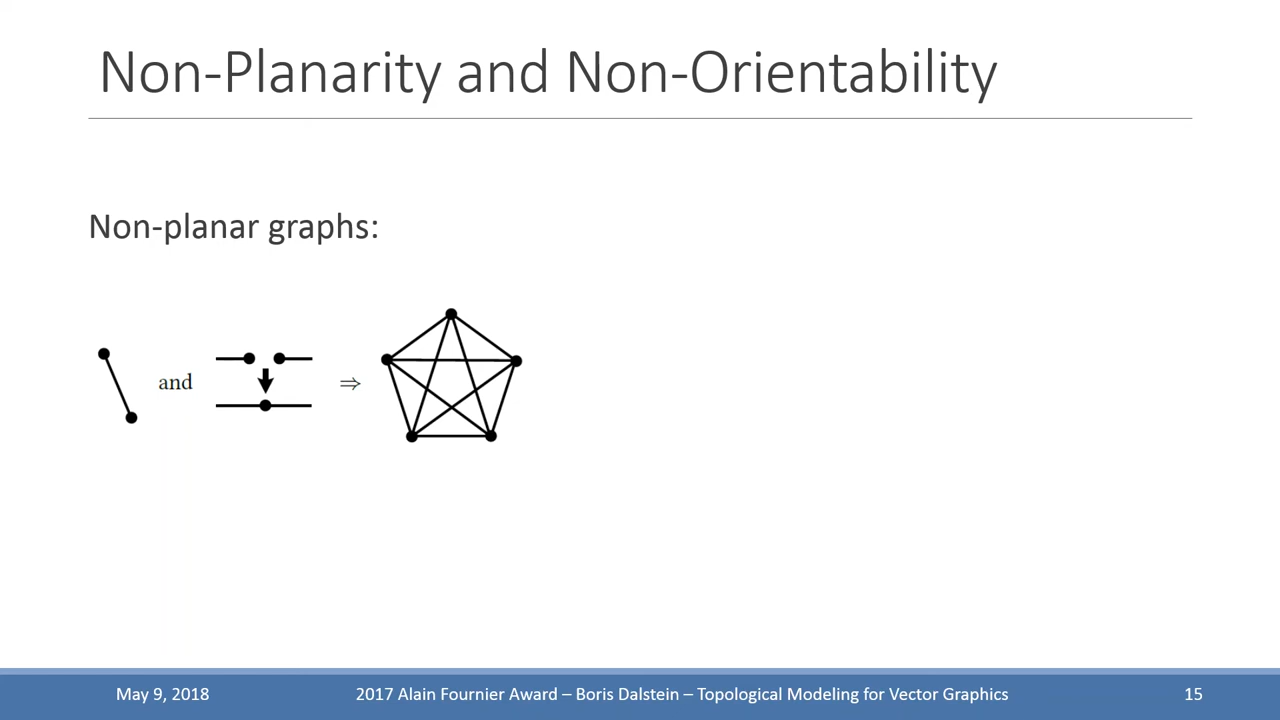 Non-Planarity and Non-Orientability
Non-planar graphs:
and ⇒
May 9, 2018
2017 Alain Fournier Award – Boris Dalstein – Topological Modeling for Vector Graphics
15